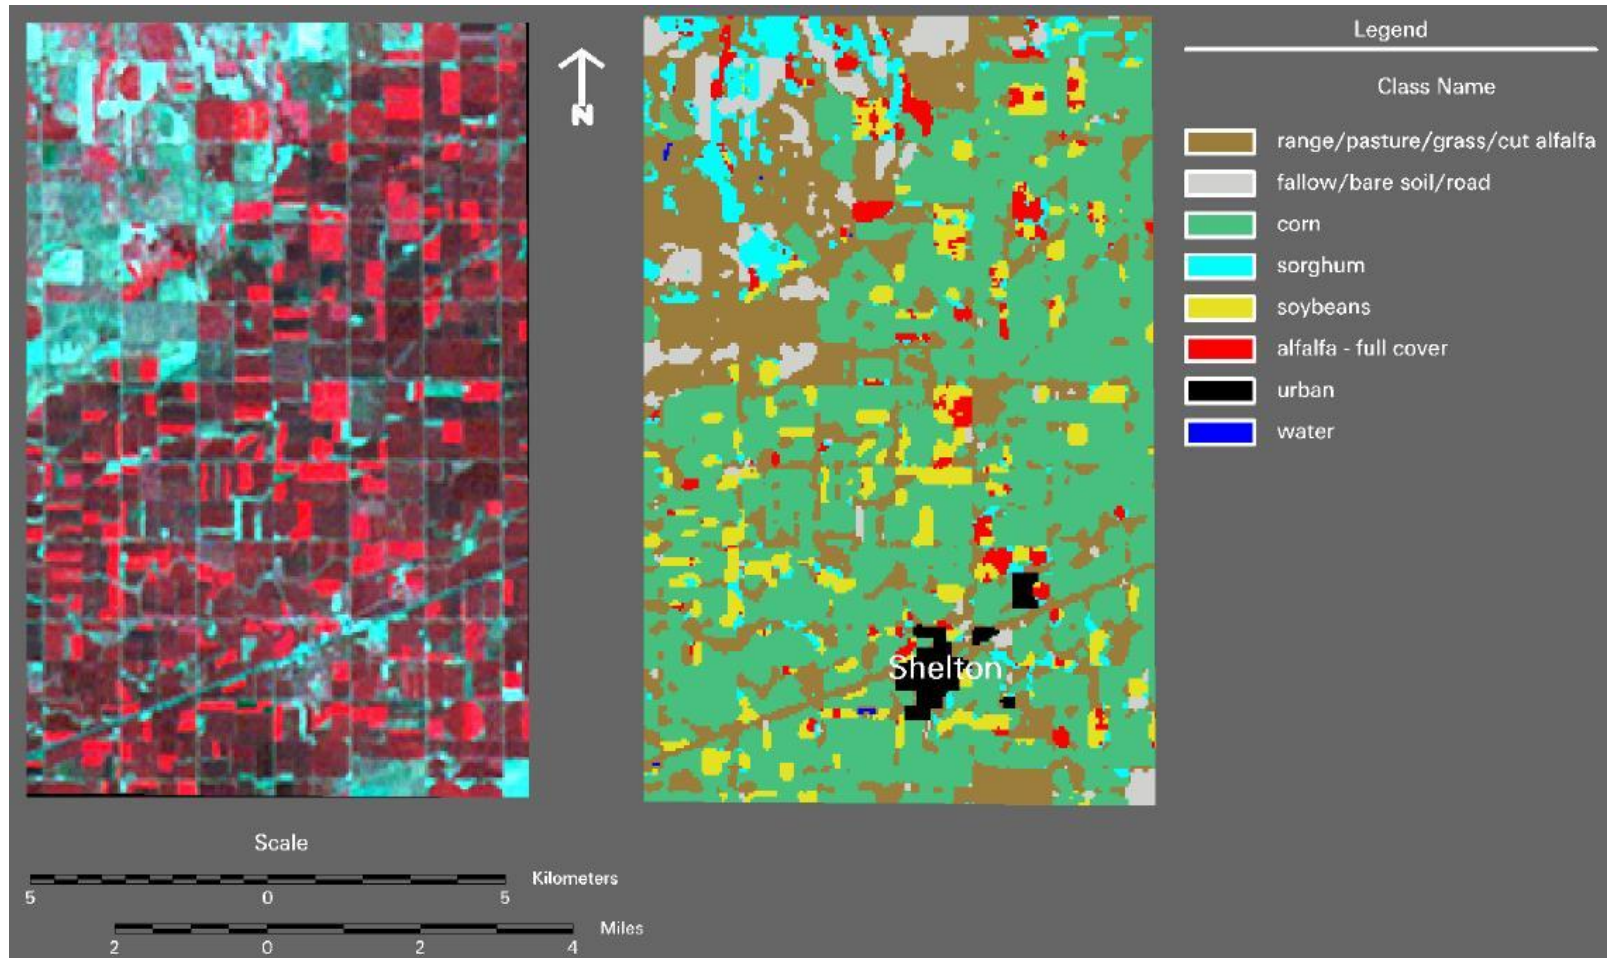 Legend
Class Name
range/pasture/grass/cut alfalfa
fallow/bare soil/road
corn
sorghum
soybeans
alfalfa - full cover
urban
water
N
Shelton
Scale
Kilometers
5 0 5
Miles
2 0 2 4